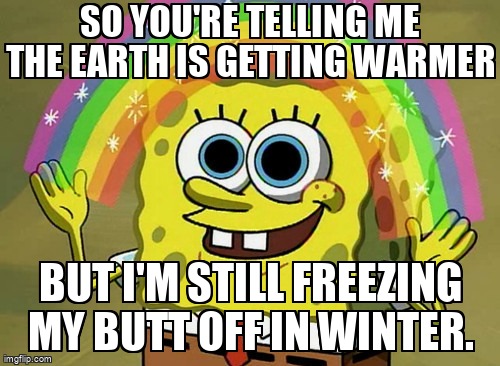 SO YOU'RE TELLING ME
THE EARTH IS GETTING WARMER
BUT I'M STILL FREEZING
MY BUTT OFF IN WINTER.
imgflip.com